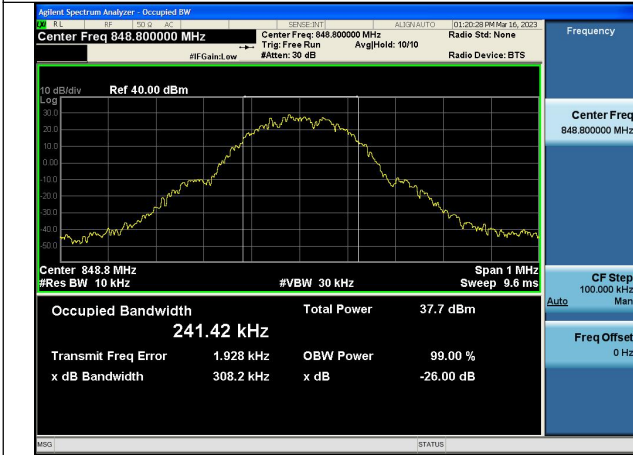 Agilent Spectrum Analyzer - Occupied BW
RL RF 50 Ω AC SENSE:INT ALIGN AUTO 01:20:28 PM Mar 16, 2023
Center Freq 848.800000 MHz Center Freq: 848.800000 MHz Radio Std: None Frequency
Trig: Free Run Avg|Hold: 10/10
#IFGain:Low #Atten: 30 dB Radio Device: BTS
10 dB/div Ref 40.00 dBm
Log
30.0
20.0
10.0
0.00
-10.0
-20.0
-30.0
-40.0
-50.0
Center Freq
848.800000 MHz
Center 848.8 MHz Span 1 MHz
#Res BW 10 kHz #VBW 30 kHz Sweep 9.6 ms
CF Step
100.000 kHz
Auto Man
Occupied Bandwidth Total Power 37.7 dBm
241.42 kHz
Transmit Freq Error 1.928 kHz OBW Power 99.00 %
x dB Bandwidth 308.2 kHz x dB -26.00 dB
Freq Offset
0 Hz
MSG STATUS